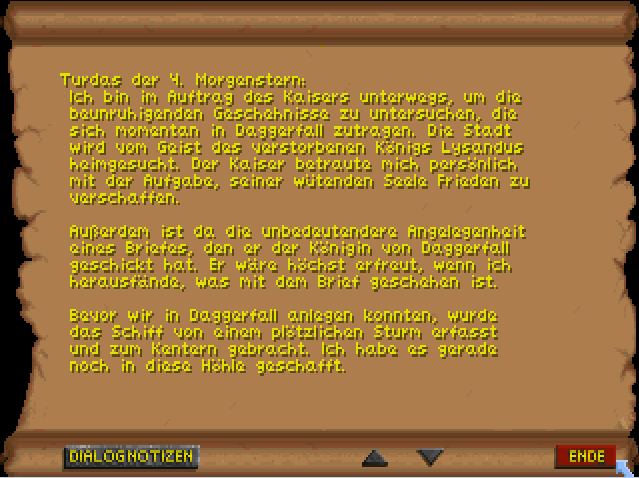 Turdas der 4. Morgenstern:
Ich bin im Auftrag des Kaisers unterwegs, um die
beunruhigenden Geschehnisse zu untersuchen, die
sich momentan in Daggerfall zutragen. Die Stadt
wird vom Geist des verstorbenen Königs Lysandus
heimgesucht. Der Kaiser betraute mich persönlich
mit der Aufgabe, seiner wütenden Seele Frieden zu
verschaffen.
Außerdem ist da die unbedeutendere Angelegenheit
eines Briefes, den er der Königin von Daggerfall
geschickt hat. Er wäre höchst erfreut, wenn ich
herausfände, was mit dem Brief geschehen ist.
Bevor wir in Daggerfall anlegen konnten, wurde
das Schiff von einem plötzlichen Sturm erfasst
und zum Kentern gebracht. Ich habe es gerade
noch in diese Höhle geschafft.
DIALOGNOTIZEN
ENDE